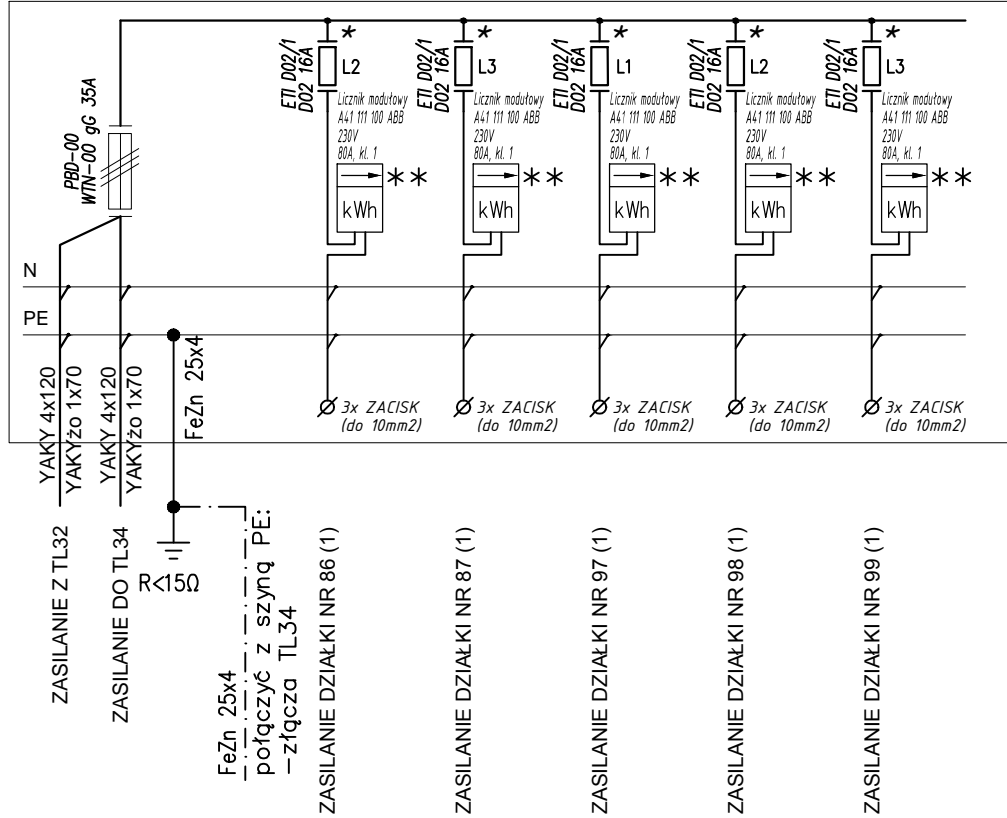 PBD-00
WTN-00 gG 35A
ETI D02/1
D02 16A
*
L2
Licznik modułowy
A41 111 100 ABB
230V
80A, kl. 1
**
kWh
ETI D02/1
D02 16A
*
L3
Licznik modułowy
A41 111 100 ABB
230V
80A, kl. 1
**
kWh
ETI D02/1
D02 16A
*
L1
Licznik modułowy
A41 111 100 ABB
230V
80A, kl. 1
**
kWh
ETI D02/1
D02 16A
*
L2
Licznik modułowy
A41 111 100 ABB
230V
80A, kl. 1
**
kWh
ETI D02/1
D02 16A
*
L3
Licznik modułowy
A41 111 100 ABB
230V
80A, kl. 1
**
kWh
N
PE
YAKY 4x120
YAKYżo 1x70
YAKY 4x120
YAKYżo 1x70
FeZn 25x4
3x ZACISK
(do 10mm2)
3x ZACISK
(do 10mm2)
3x ZACISK
(do 10mm2)
3x ZACISK
(do 10mm2)
3x ZACISK
(do 10mm2)
ZASILANIE Z TL32
ZASILANIE DO TL34
R<15Ω
FeZn 25x4
połączyć z szyną PE:
-złącza TL34
ZASILANIE DZIAŁKI NR 86 (1)
ZASILANIE DZIAŁKI NR 87 (1)
ZASILANIE DZIAŁKI NR 97 (1)
ZASILANIE DZIAŁKI NR 98 (1)
ZASILANIE DZIAŁKI NR 99 (1)